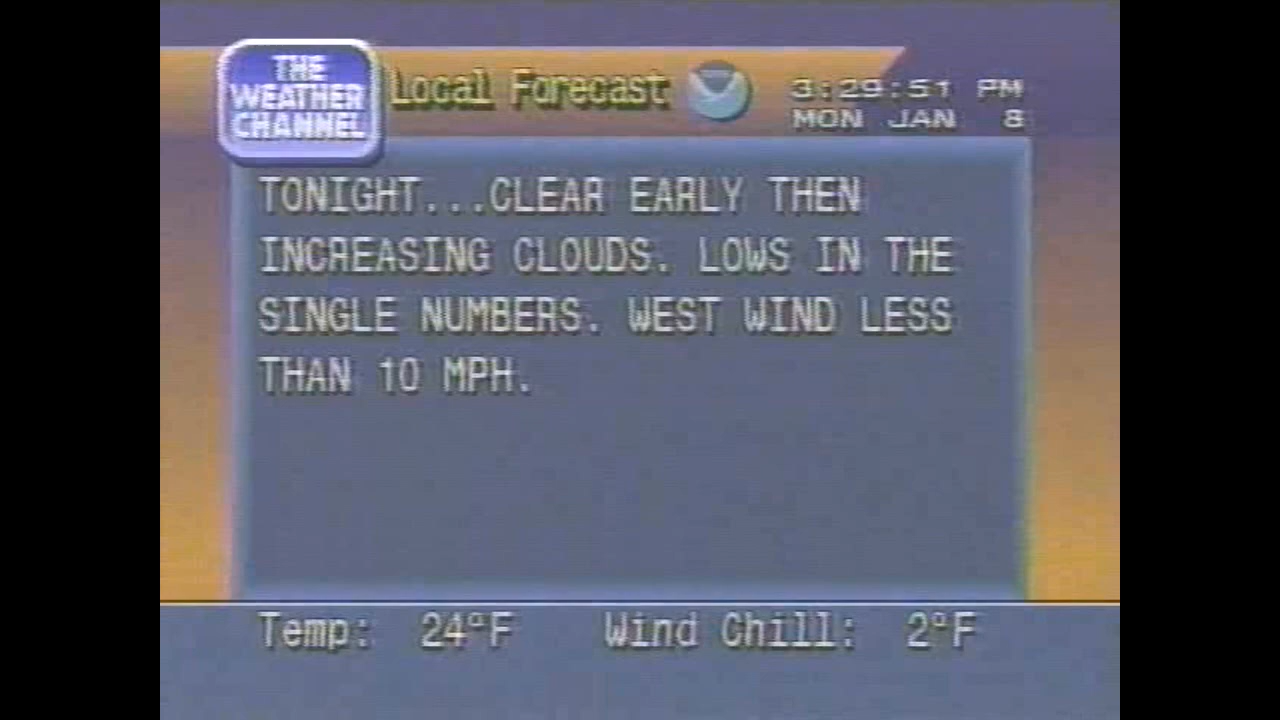 THE
WEATHER
CHANNEL
Local Forecast
3:29:51 PM
MON JAN 8
TONIGHT...CLEAR EARLY THEN
INCREASING CLOUDS. LOWS IN THE
SINGLE NUMBERS. WEST WIND LESS
THAN 10 MPH.
Temp: 24°F Wind Chill: 2°F